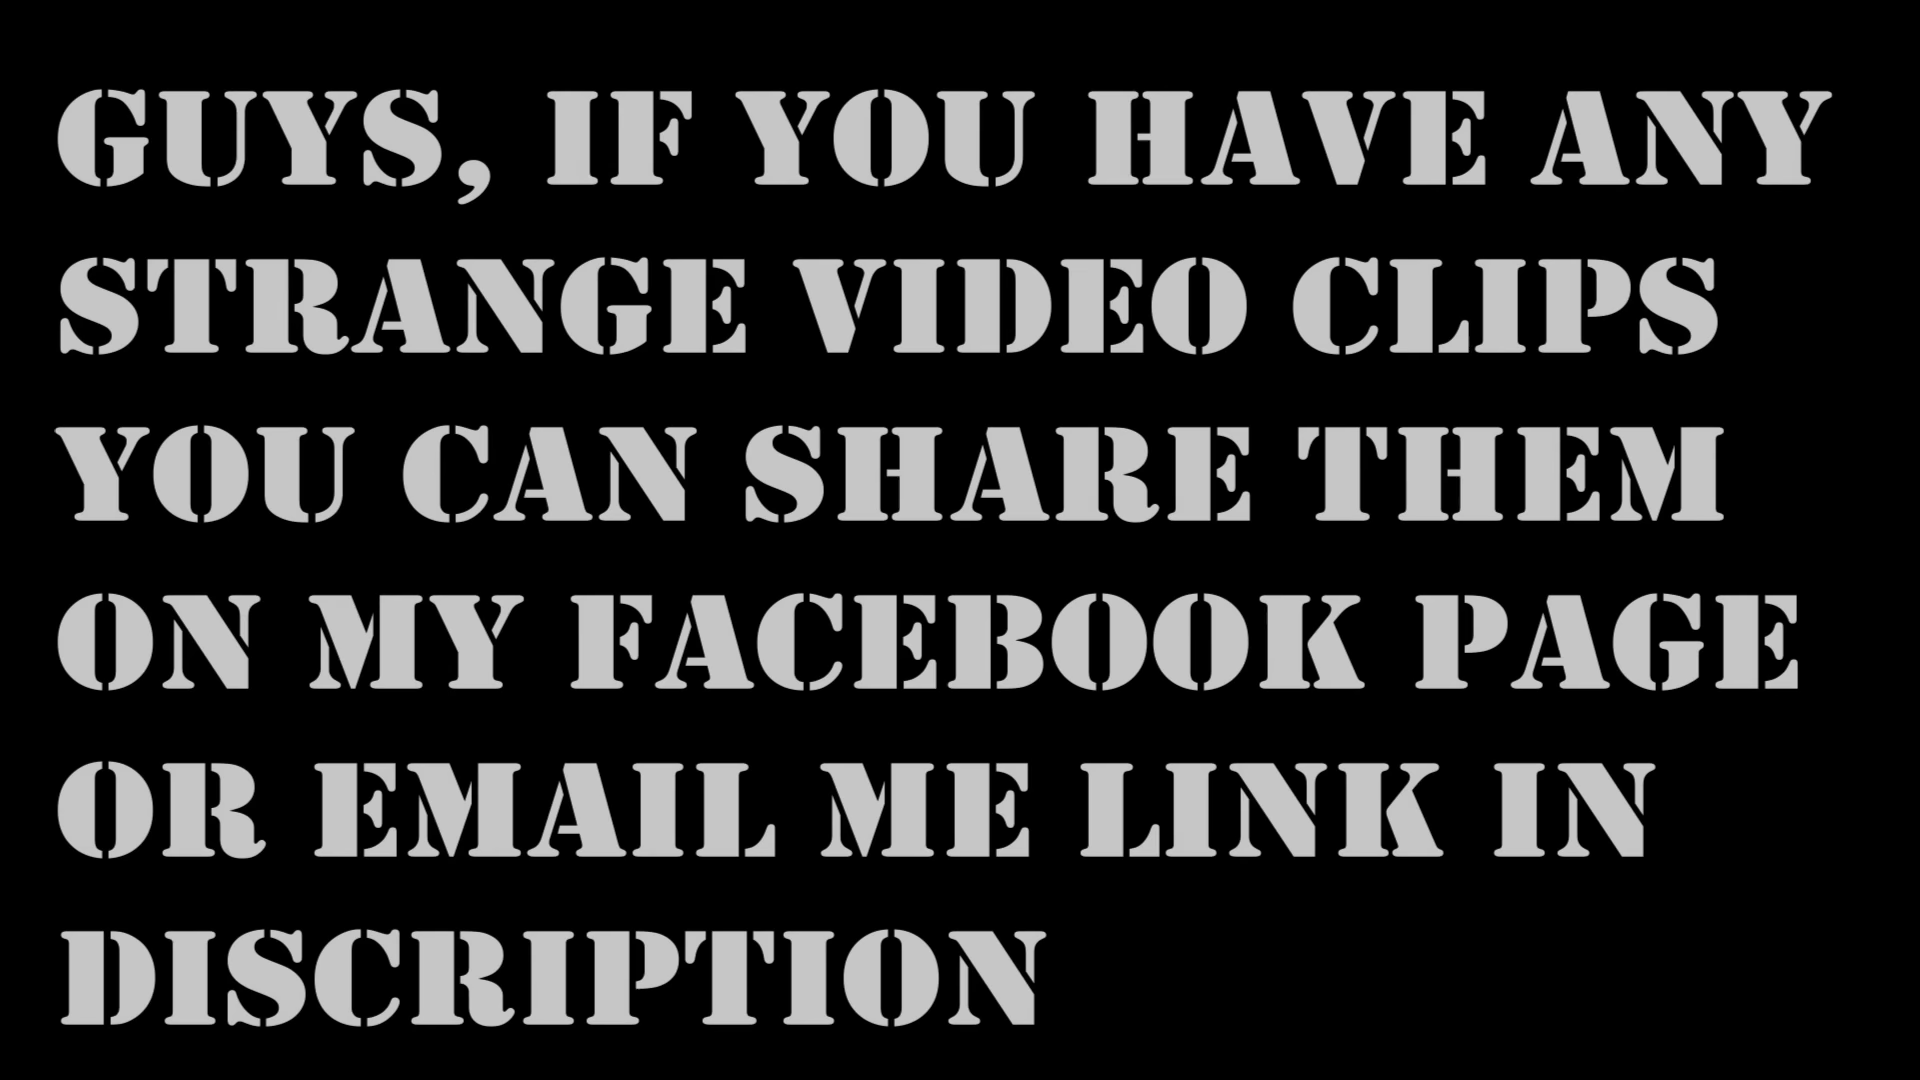 GUYS, IF YOU HAVE ANY
STRANGE VIDEO CLIPS
YOU CAN SHARE THEM
ON MY FACEBOOK PAGE
OR EMAIL ME LINK IN
DISCRIPTION